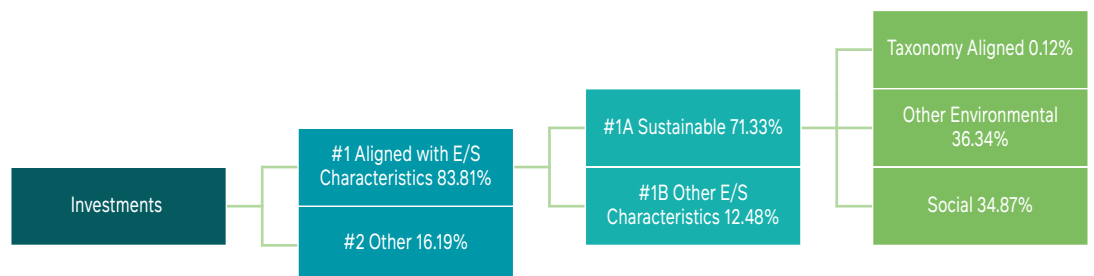 Investments
#1 Aligned with E/S
Characteristics 83.81%
#2 Other 16.19%
#1A Sustainable 71.33%
#1B Other E/S
Characteristics 12.48%
Taxonomy Aligned 0.12%
Other Environmental
36.34%
Social 34.87%